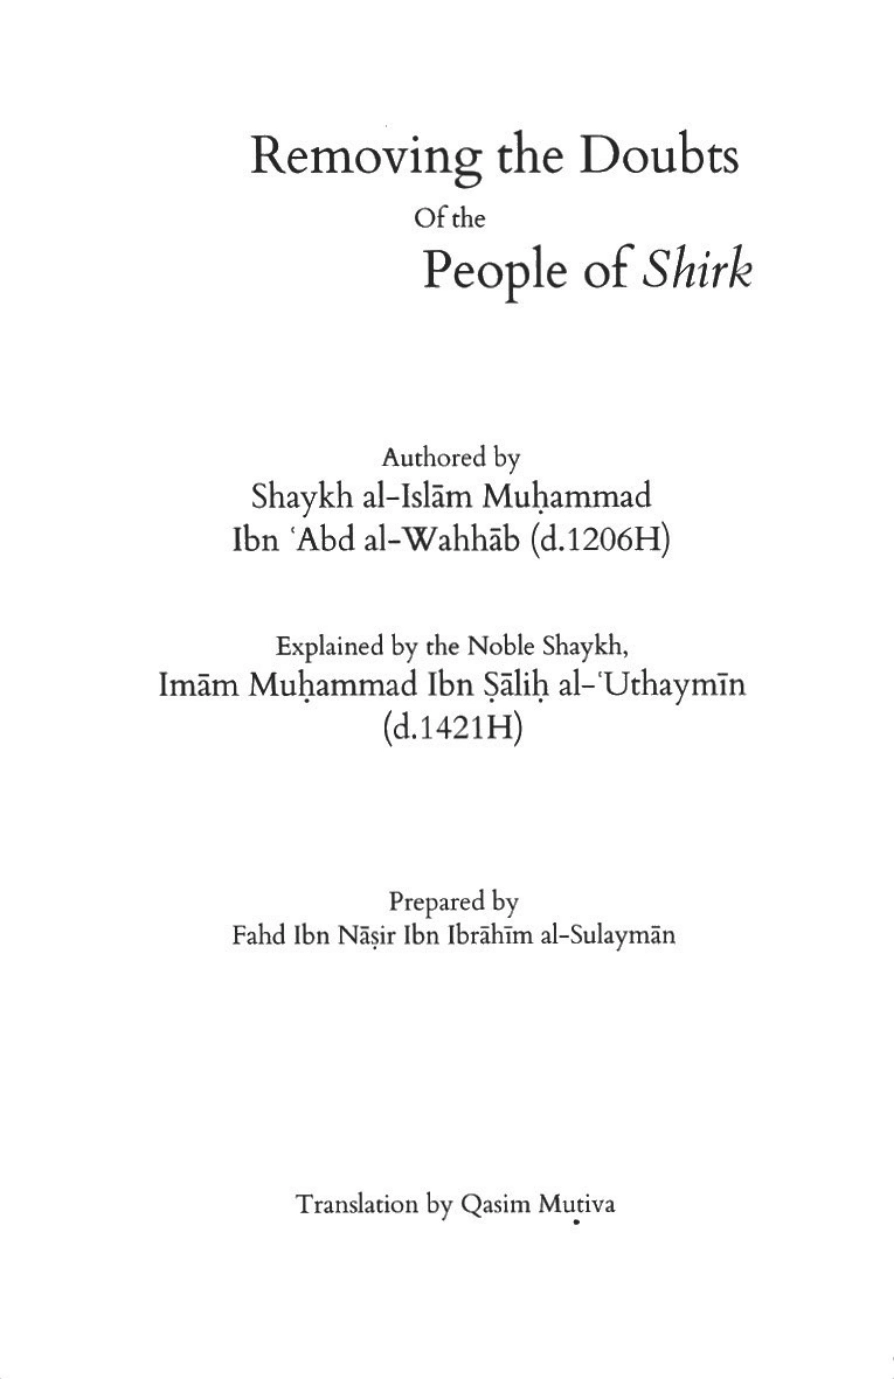 Removing the Doubts
Of the
People of Shirk
Authored by
Shaykh al-Islām Muḥammad
Ibn ʿAbd al-Wahhāb (d.1206H)
Explained by the Noble Shaykh,
Imām Muḥammad Ibn Ṣāliḥ al-ʿUthaymīn
(d.1421H)
Prepared by
Fahd Ibn Nāṣir Ibn Ibrāhīm al-Sulaymān
Translation by Qasim Muṭiva